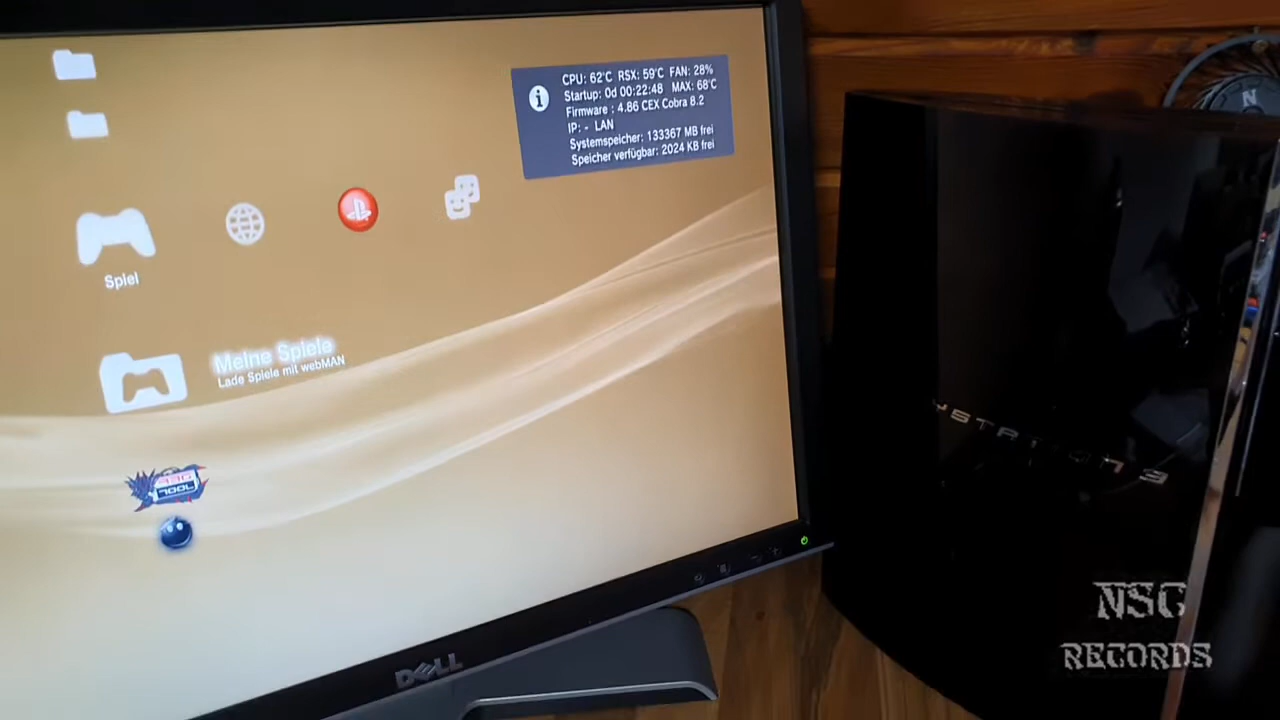 CPU: 62°C RSX: 59°C FAN: 28%
Startup: 0d 00:22:48 MAX: 68°C
Firmware : 4.86 CEX Cobra 8.2
IP: - LAN
Systemspeicher: 133367 MB frei
Speicher verfügbar: 2024 KB frei
Spiel
Meine Spiele
Lade Spiele mit webMAN
DELL
NSG
RECORDS